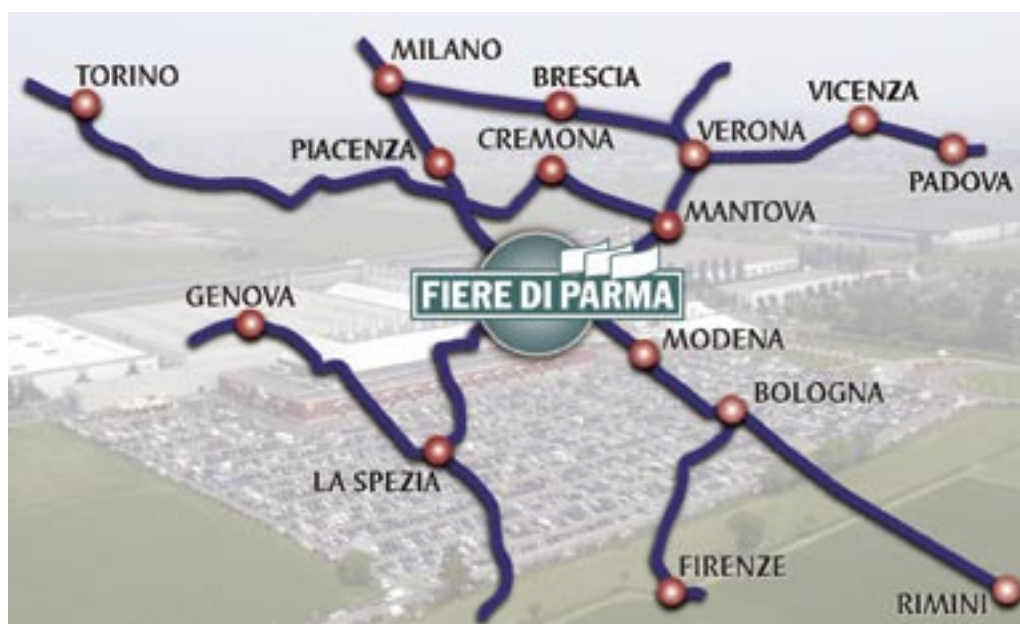 MILANO
TORINO
BRESCIA
VICENZA
CREMONA
VERONA
PIACENZA
PADOVA
MANTOVA
GENOVA
FIERE DI PARMA
MODENA
BOLOGNA
LA SPEZIA
FIRENZE
RIMINI